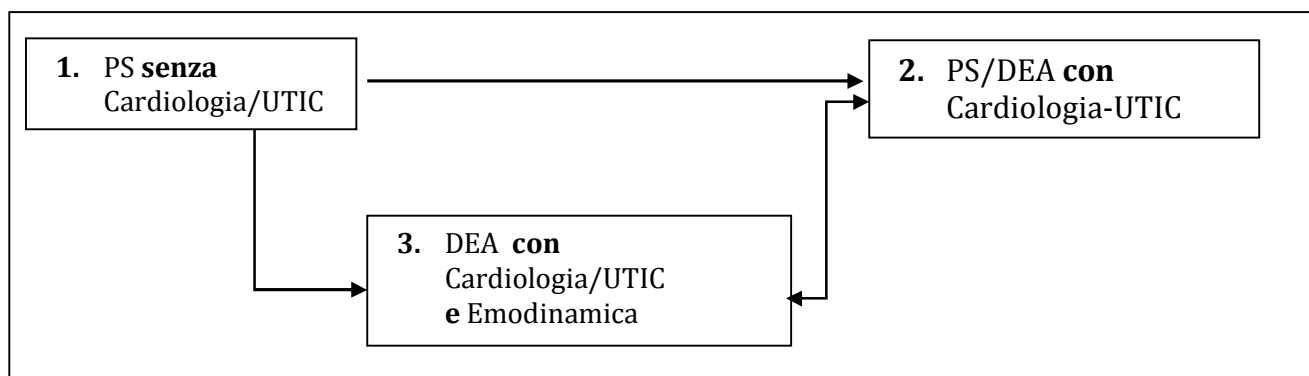 1. PS senza
Cardiologia/UTIC
2. PS/DEA con
Cardiologia-UTIC
3. DEA con
Cardiologia/UTIC
e Emodinamica